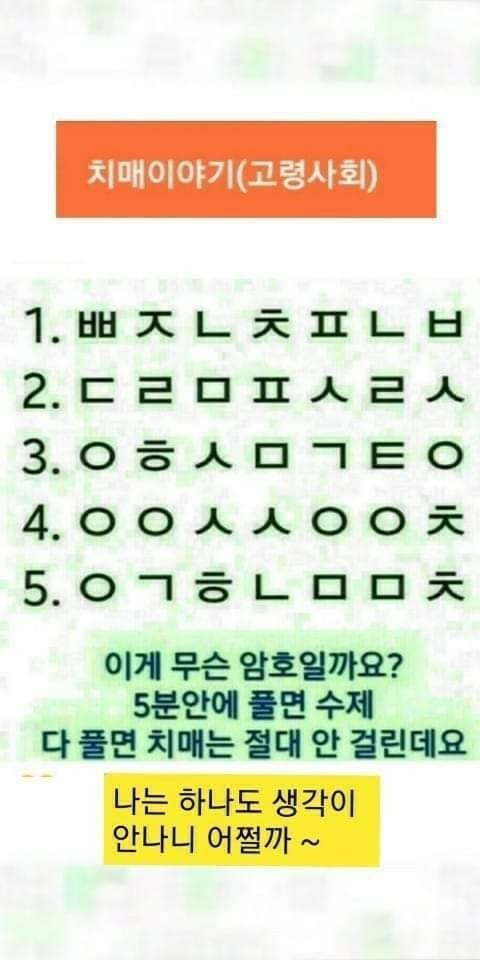 치매이야기(고령사회)
1. ㅃ ㅈ ㄴ ㅊ ㅍ ㄴ ㅂ
2. ㄷ ㄹ ㅁ ㅍ ㅅ ㄹ ㅅ
3. ㅇ ㅎ ㅅ ㅁ ㄱ ㅌ ㅇ
4. ㅇ ㅇ ㅅ ㅅ ㅇ ㅇ ㅊ
5. ㅇ ㄱ ㅎ ㄴ ㅁ ㅁ ㅊ
이게 무슨 암호일까요?
5분안에 풀면 수제
다 풀면 치매는 절대 안 걸린데요
나는 하나도 생각이
안나니 어쩔까 ~